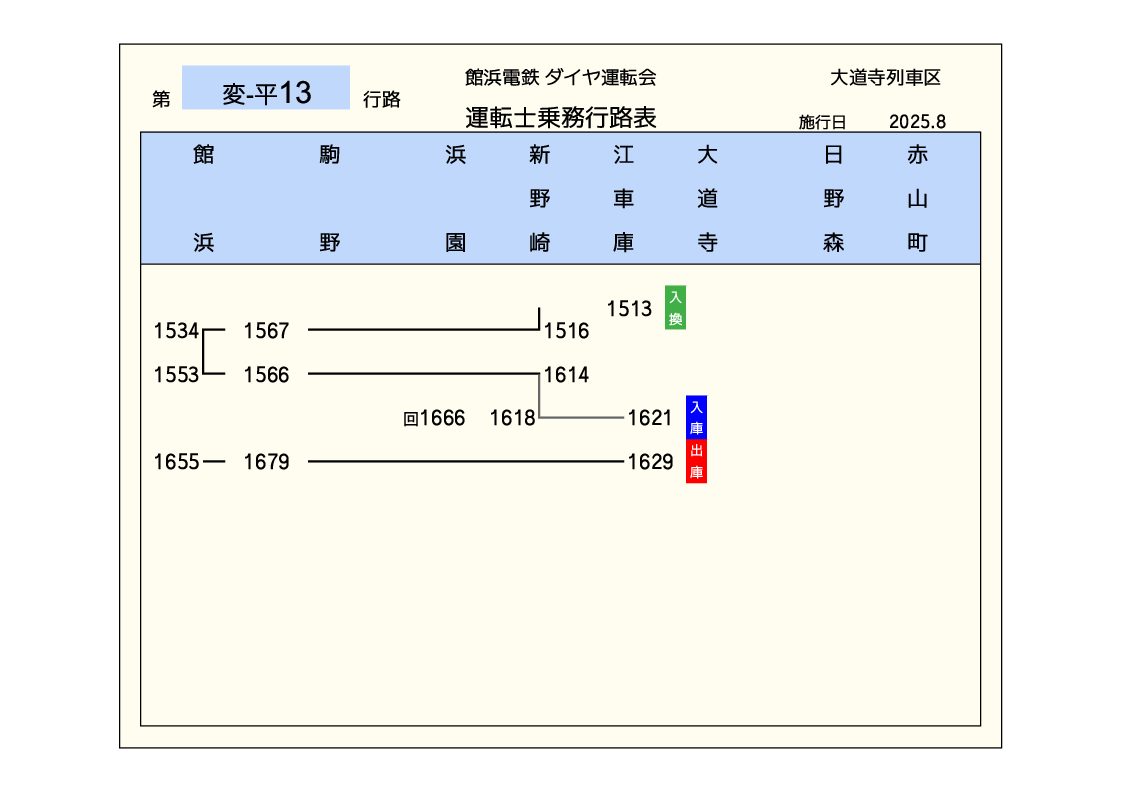 館浜電鉄 ダイヤ運転会
大道寺列車区
第 変-平13 行路
運転士乗務行路表
施行日 2025.8
館浜 駒野 浜園 新野崎 江車庫 大道寺 日野森 赤山町
1513 入換
1534 1567 1516
1553 1566 1614
回1666 1618 1621 入庫
1655 1679 1629 出庫